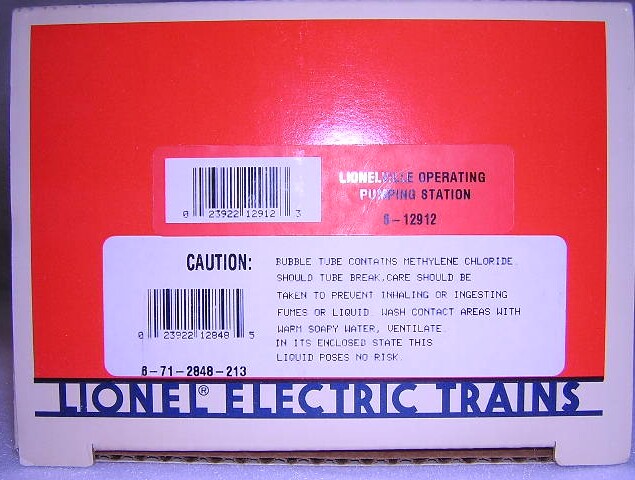 LIONELVILLE OPERATING
PUMPING STATION
6-12912
0 23922 12912 3
CAUTION:
BUBBLE TUBE CONTAINS METHYLENE CHLORIDE.
SHOULD TUBE BREAK, CARE SHOULD BE
TAKEN TO PREVENT INHALING OR INGESTING
FUMES OR LIQUID. WASH CONTACT AREAS WITH
WARM SOAPY WATER, VENTILATE.
IN ITS ENCLOSED STATE THIS
LIQUID POSES NO RISK.
0 23922 12848 5
6-71-2848-213
LIONEL® ELECTRIC TRAINS